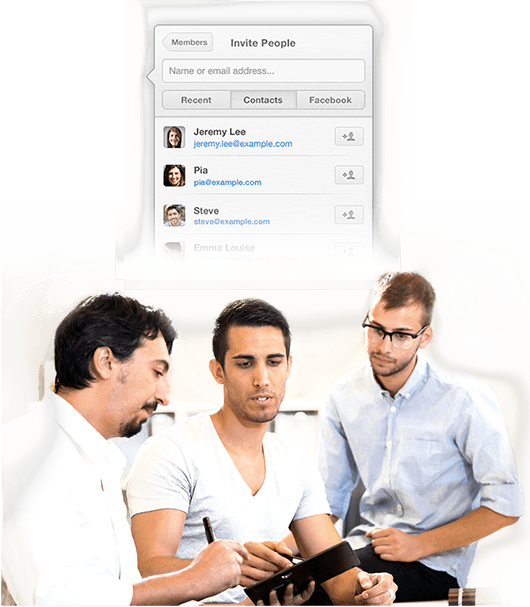 Members
Invite People
Name or email address...
Recent
Contacts
Facebook
Jeremy Lee
jeremy.lee@example.com
Pia
pia@example.com
Steve
steve@example.com
Emma Louise